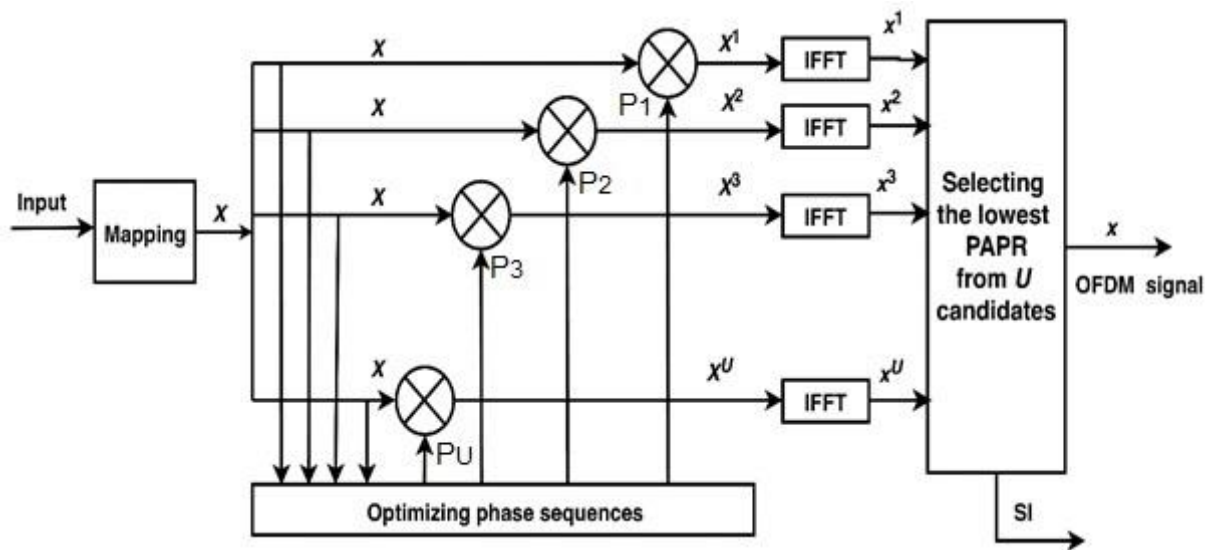 X
X¹
IFFT
x¹
P1
X
X²
IFFT
x²
P2
Input
Mapping
X
X
X³
IFFT
x³
P3
Selecting
the lowest
PAPR
from U
candidates
x
OFDM signal
X
Xᵁ
IFFT
xᵁ
PU
Optimizing phase sequences
SI